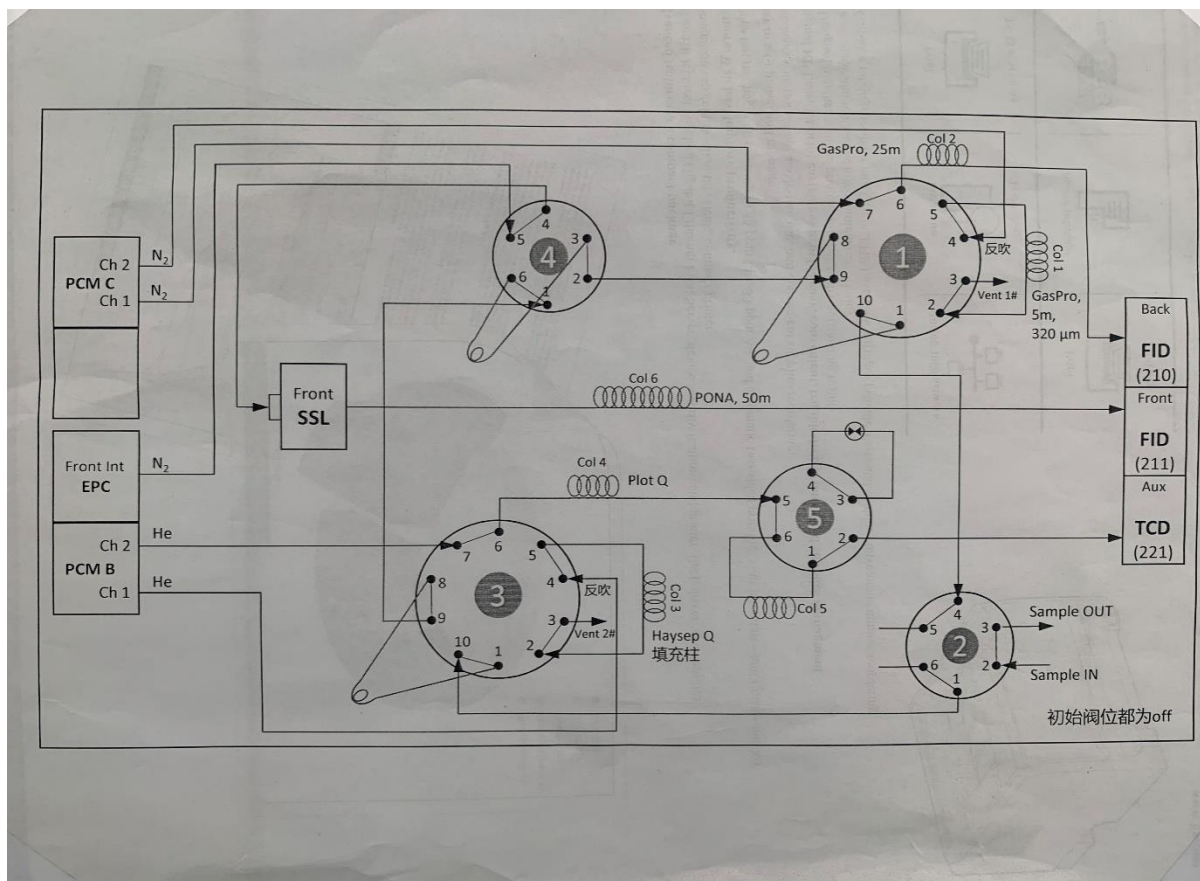 Col 2
GasPro, 25m
6
7
5
4
反吹
8
1
3
9
Vent 1#
10
1
2
Col 1
GasPro,
5m,
320 µm
4
5
3
4
6
2
1
Ch 2
N₂
PCM C
Ch 1
N₂
Front
SSL
Col 6
PONA, 50m
Back
FID
(210)
Front
FID
(211)
Aux
TCD
(221)
Front Int
EPC
N₂
Ch 2
He
PCM B
Ch 1
He
Col 4
Plot Q
4
5
3
5
6
2
1
Col 5
6
7
5
4
反吹
8
3
3
9
Vent 2#
10
1
2
Col 3
Haysep Q
填充柱
4
5
3
2
6
2
1
Sample OUT
Sample IN
初始阀位都为off